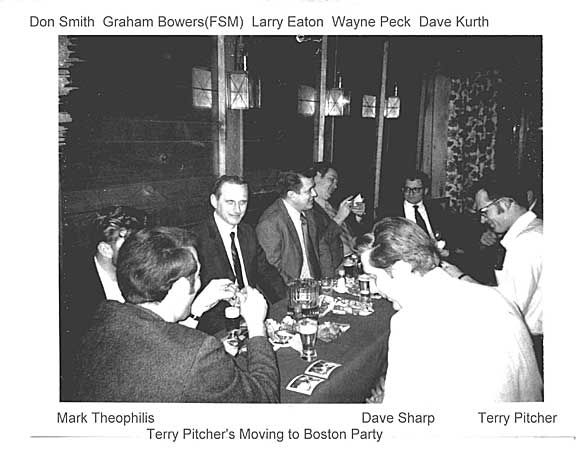 Don Smith Graham Bowers(FSM) Larry Eaton Wayne Peck Dave Kurth
Mark Theophilis Dave Sharp Terry Pitcher
Terry Pitcher's Moving to Boston Party